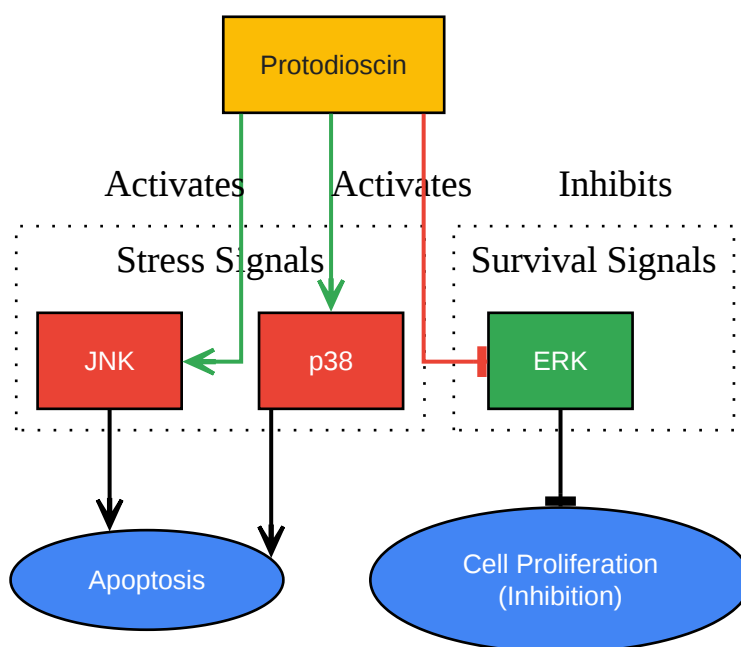 Protodioscin
Activates Activates Inhibits
Stress Signals Survival Signals
JNK p38 ERK
Apoptosis
Cell Proliferation
(Inhibition)